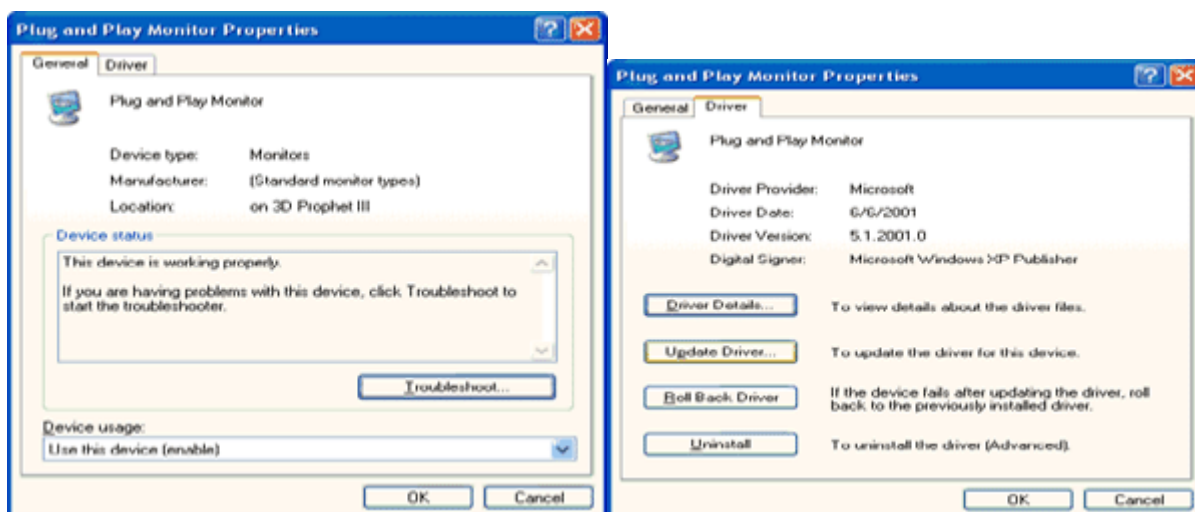 Plug and Play Monitor Properties
General Driver
Plug and Play Monitor
Device type: Monitors
Manufacturer: (Standard monitor types)
Location: on 3D Prophet III
Device status
This device is working properly.
If you are having problems with this device, click Troubleshoot to
start the troubleshooter.
Troubleshoot...
Device usage:
Use this device (enable)
OK Cancel
Plug and Play Monitor Properties
General Driver
Plug and Play Monitor
Driver Provider: Microsoft
Driver Date: 6/6/2001
Driver Version: 5.1.2001.0
Digital Signer: Microsoft Windows XP Publisher
Driver Details... To view details about the driver files.
Update Driver... To update the driver for this device.
Roll Back Driver If the device fails after updating the driver, roll
back to the previously installed driver.
Uninstall To uninstall the driver (Advanced).
OK Cancel